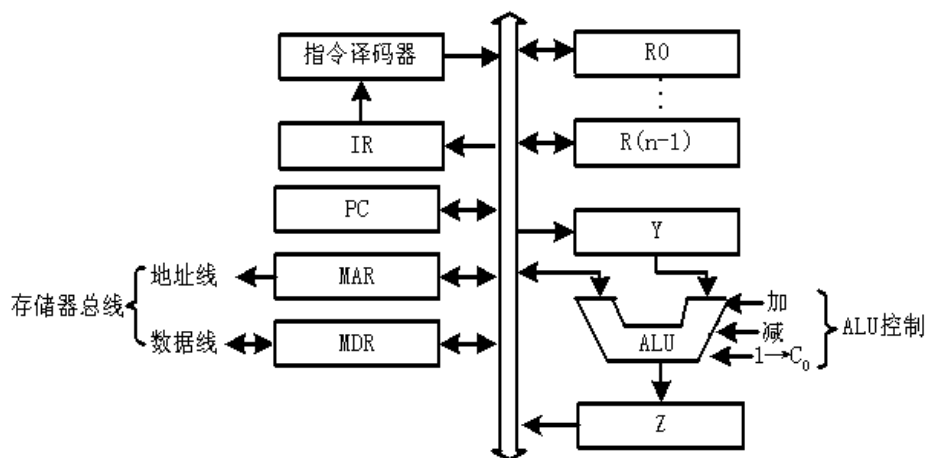 指令译码器
R0
IR
R(n-1)
PC
Y
存储器总线
地址线
MAR
数据线
MDR
ALU
加
减
1→C₀
ALU控制
Z